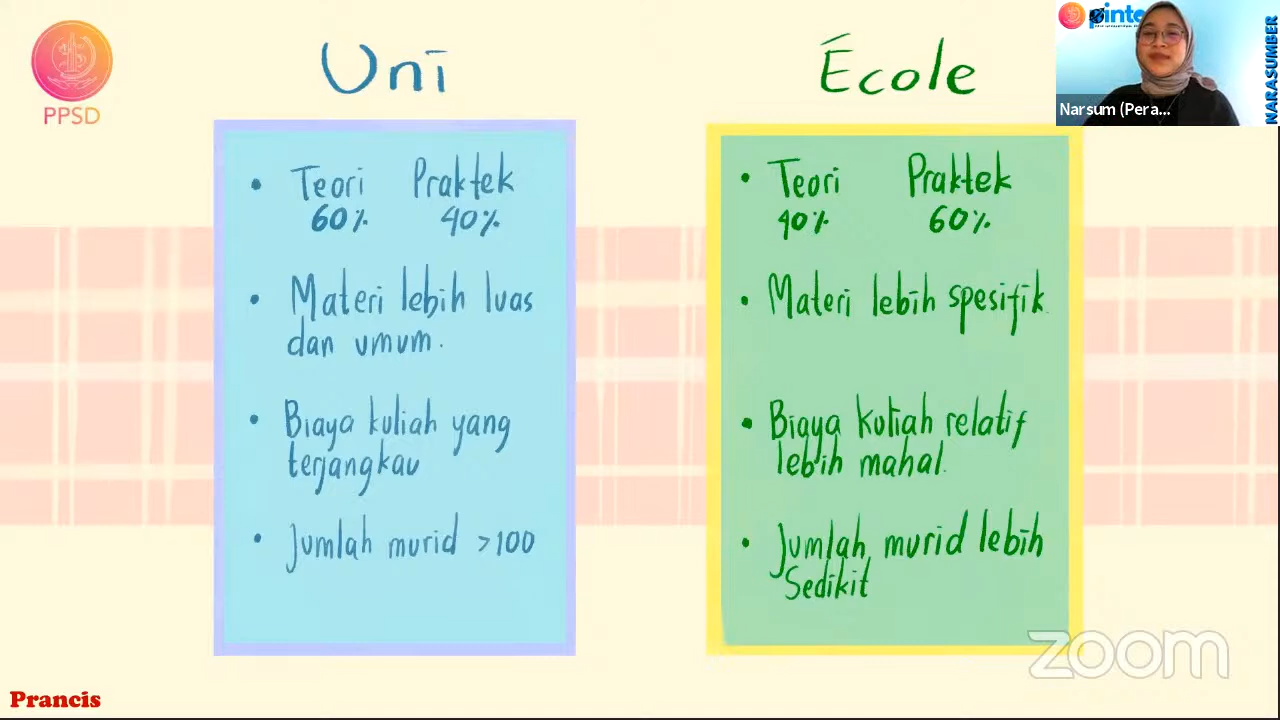 PPSD
Uni
École
pinte
NARASUMBER
Narsum (Pera...
• Teori Praktek
60% 40%
• Materi lebih luas
dan umum.
• Biaya kuliah yang
terjangkau
• Jumlah murid >100
• Teori Praktek
40% 60%
• Materi lebih spesifik.
• Biaya kuliah relatif
lebih mahal.
• Jumlah murid lebih
Sedikit
zoom
Prancis